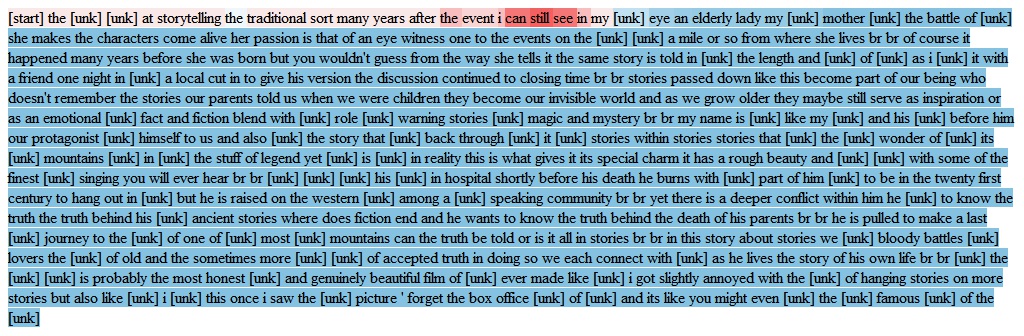 [start] the [unk] [unk] at storytelling the traditional sort many years after the event i can still see in my [unk] eye an elderly lady my [unk] mother [unk] the battle of [unk]
she makes the characters come alive her passion is that of an eye witness one to the events on the [unk] [unk] a mile or so from where she lives br br of course it
happened many years before she was born but you wouldn't guess from the way she tells it the same story is told in [unk] the length and [unk] of [unk] as i [unk] it with
a friend one night in [unk] a local cut in to give his version the discussion continued to closing time br br stories passed down like this become part of our being who
doesn't remember the stories our parents told us when we were children they become our invisible world and as we grow older they maybe still serve as inspiration or
as an emotional [unk] fact and fiction blend with [unk] role [unk] warning stories [unk] magic and mystery br br my name is [unk] like my [unk] and his [unk] before him
our protagonist [unk] himself to us and also [unk] the story that [unk] back through [unk] it [unk] stories within stories stories that [unk] the [unk] wonder of [unk] its
[unk] mountains [unk] in [unk] the stuff of legend yet [unk] is [unk] in reality this is what gives it its special charm it has a rough beauty and [unk] [unk] with some of the
finest [unk] singing you will ever hear br br [unk] [unk] [unk] his [unk] in hospital shortly before his death he burns with [unk] part of him [unk] to be in the twenty first
century to hang out in [unk] but he is raised on the western [unk] among a [unk] speaking community br br yet there is a deeper conflict within him he [unk] to know the
truth the truth behind his [unk] ancient stories where does fiction end and he wants to know the truth behind the death of his parents br br he is pulled to make a last
[unk] journey to the [unk] of one of [unk] most [unk] mountains can the truth be told or is it all in stories br br in this story about stories we [unk] bloody battles [unk]
lovers the [unk] of old and the sometimes more [unk] [unk] of accepted truth in doing so we each connect with [unk] as he lives the story of his own life br br [unk] the
[unk] [unk] is probably the most honest [unk] and genuinely beautiful film of [unk] ever made like [unk] i got slightly annoyed with the [unk] of hanging stories on more
stories but also like [unk] i [unk] this once i saw the [unk] picture ' forget the box office [unk] of [unk] and its like you might even [unk] the [unk] famous [unk] of the
[unk]